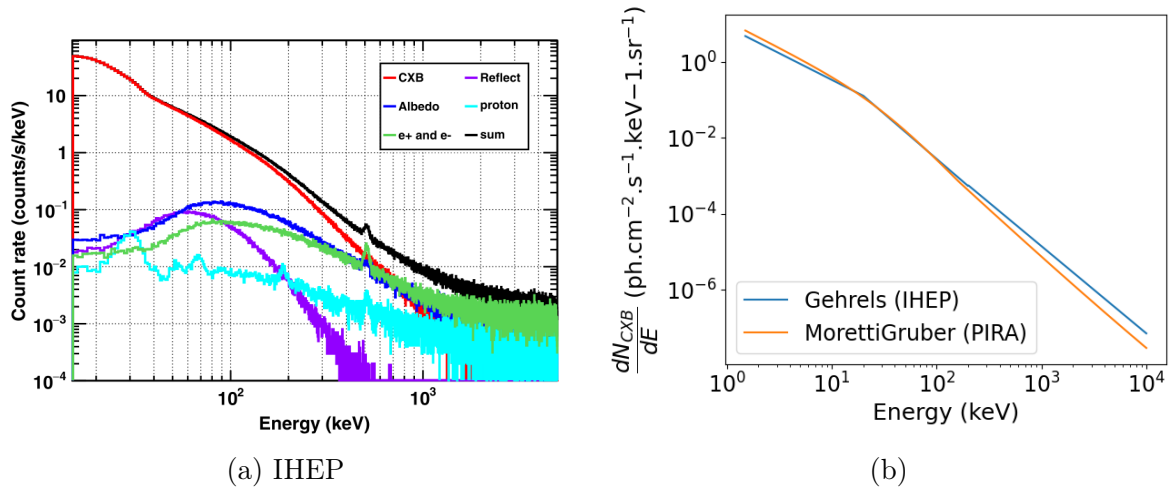 Count rate (counts/s/keV)
10
1
10⁻¹
10⁻²
10⁻³
10⁻⁴
CXB
Reflect
Albedo
proton
e+ and e-
sum
10²
10³
Energy (keV)
(a) IHEP
dN_CXB/dE (ph.cm⁻².s⁻¹.keV−1.sr⁻¹)
10⁰
10⁻²
10⁻⁴
10⁻⁶
Gehrels (IHEP)
MorettiGruber (PIRA)
10⁰
10¹
10²
10³
10⁴
Energy (keV)
(b)